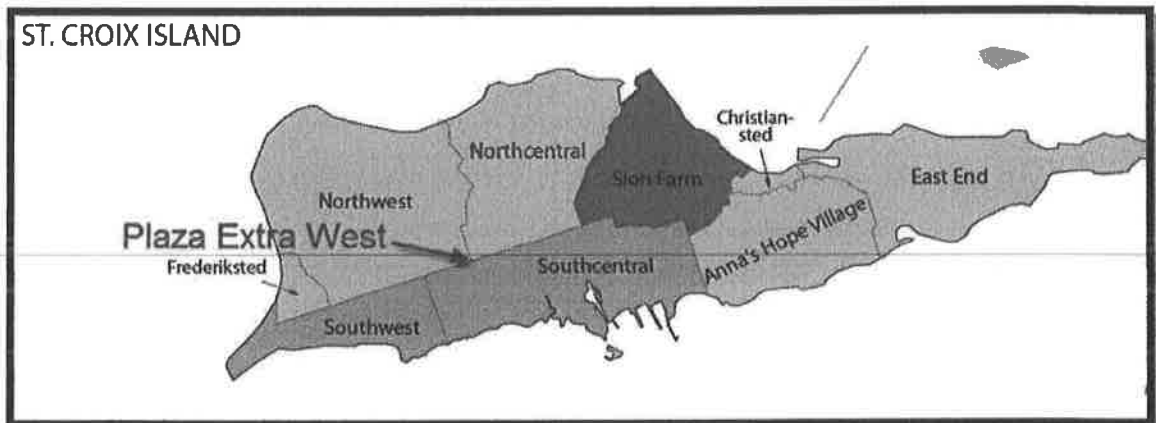 ST. CROIX ISLAND
Christian-
sted
Northcentral
Sion Farm
East End
Northwest
Plaza Extra West
Frederiksted
Southcentral
Anna's Hope Village
Southwest